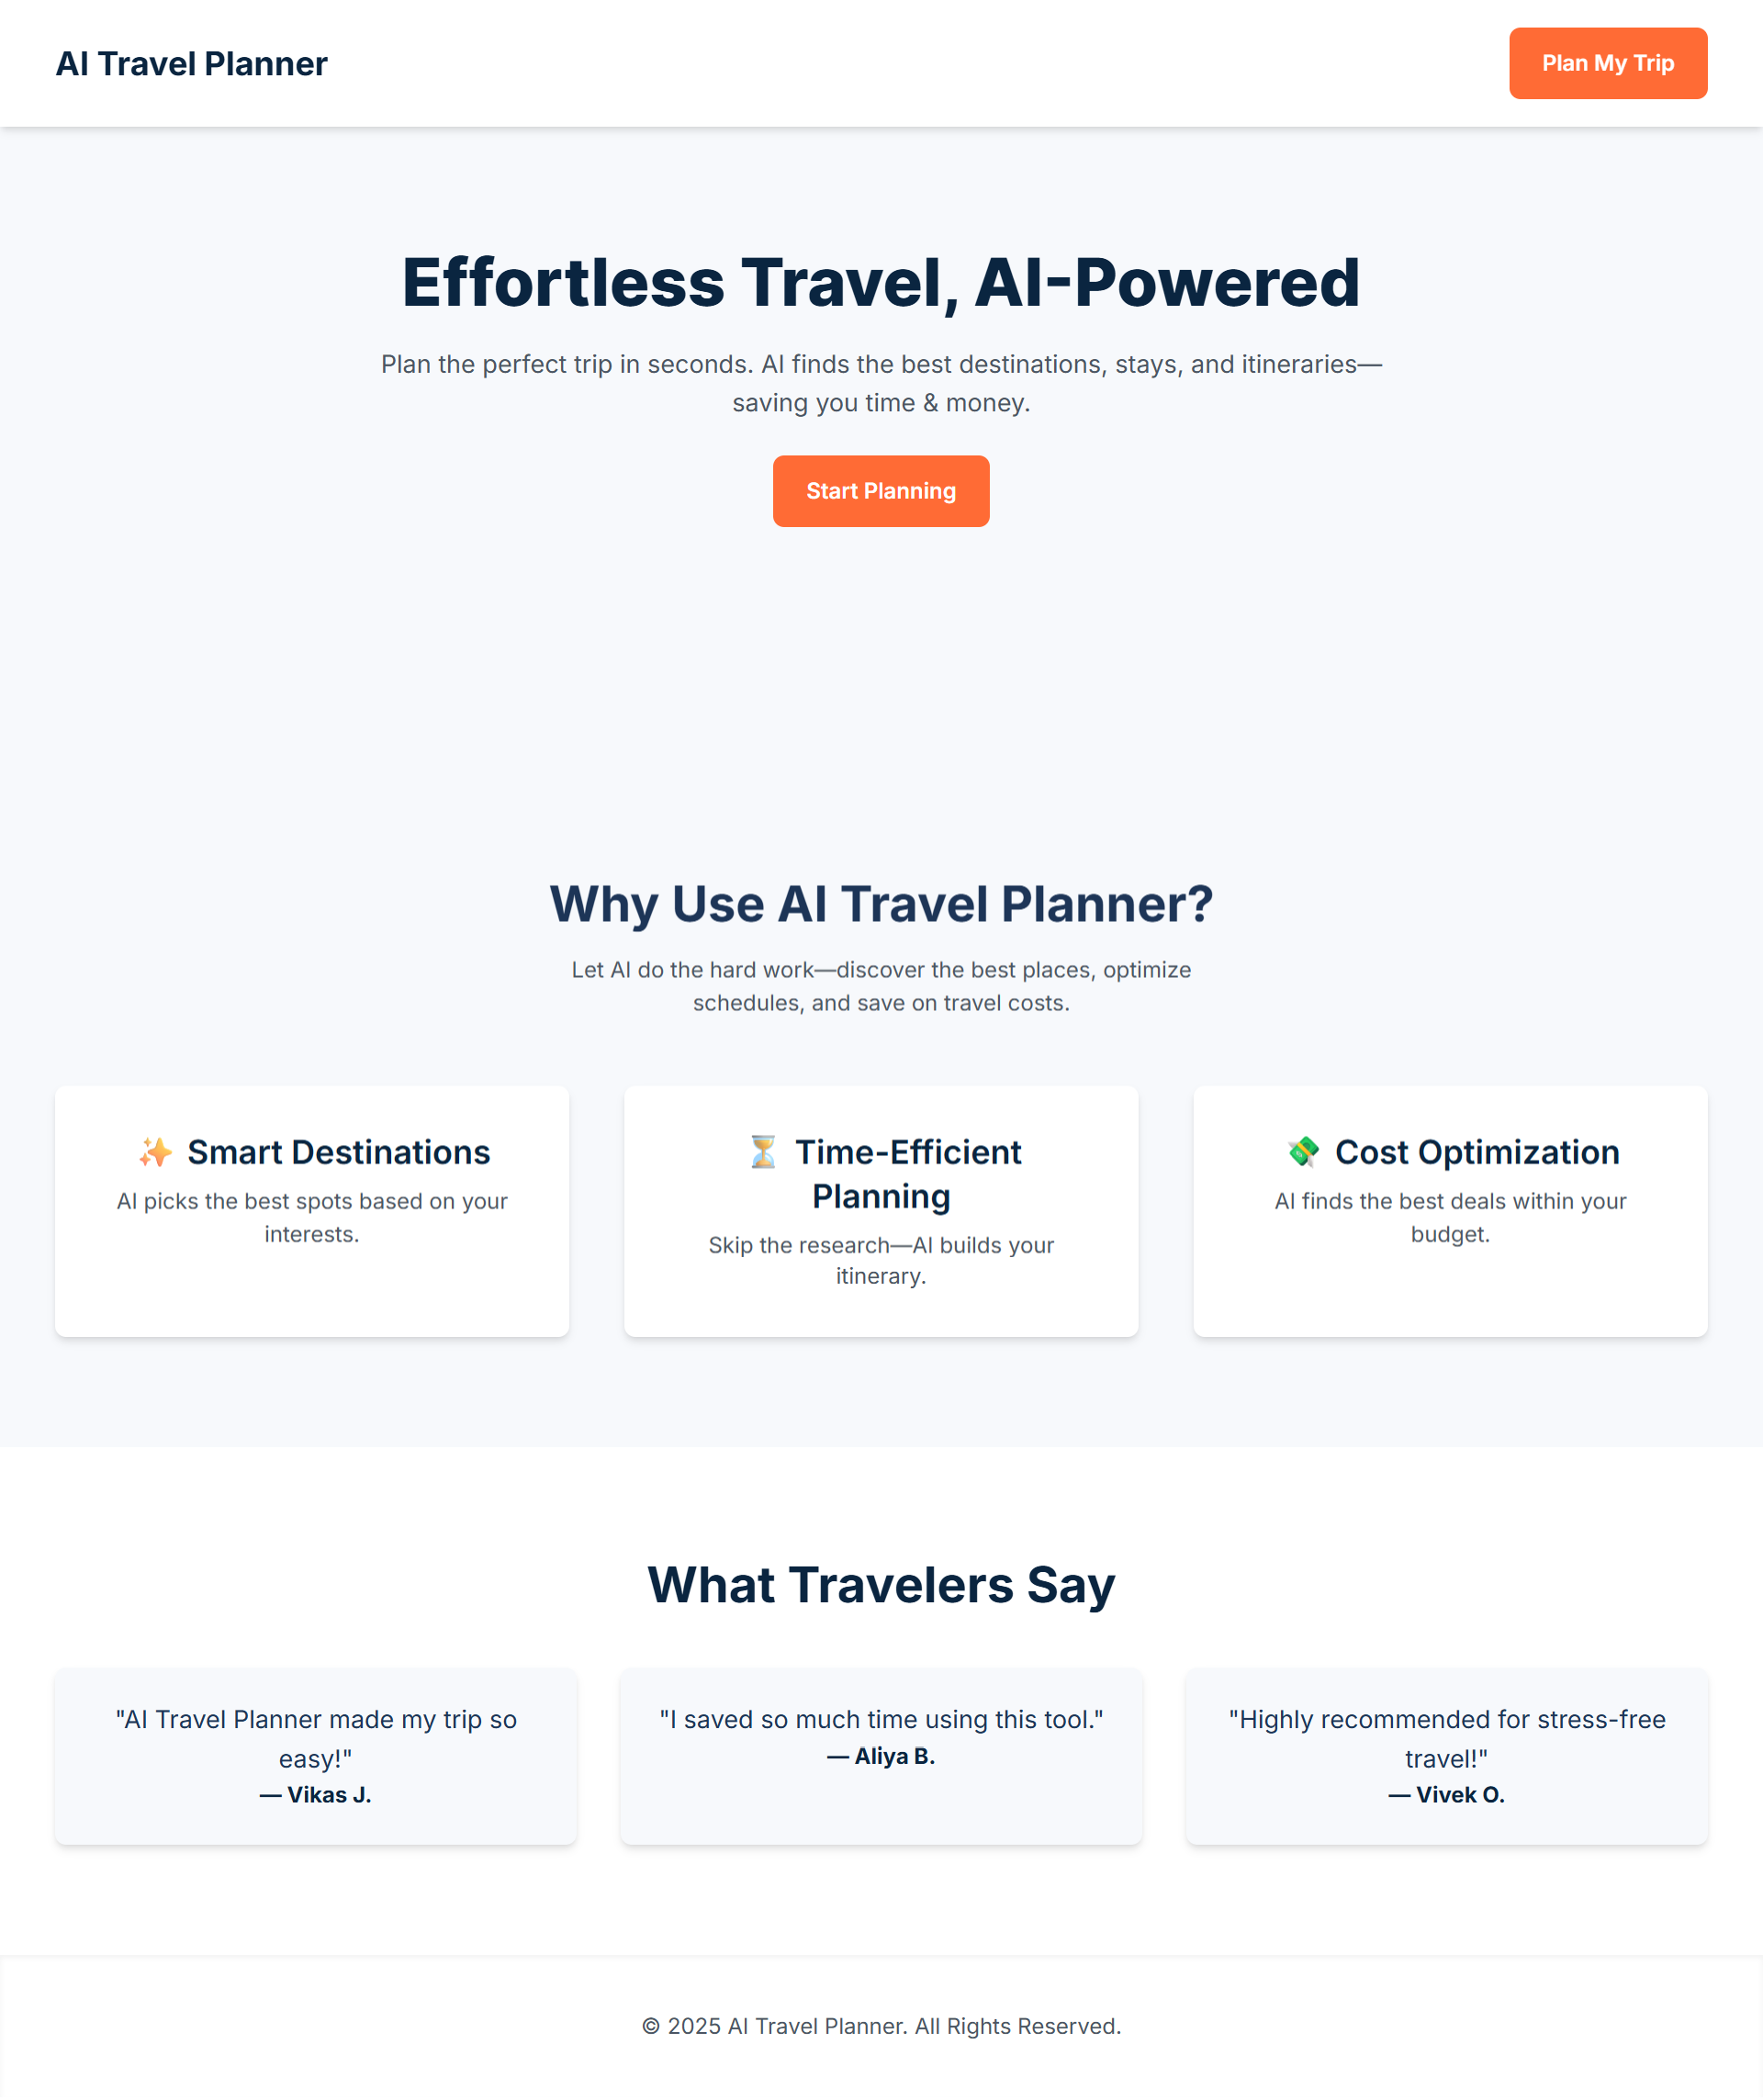 AI Travel Planner
Plan My Trip
Effortless Travel, AI-Powered
Plan the perfect trip in seconds. AI finds the best destinations, stays, and itineraries—
saving you time & money.
Start Planning
Why Use AI Travel Planner?
Let AI do the hard work—discover the best places, optimize
schedules, and save on travel costs.
✨ Smart Destinations
AI picks the best spots based on your
interests.
⏳ Time-Efficient
Planning
Skip the research—AI builds your
itinerary.
💸 Cost Optimization
AI finds the best deals within your
budget.
What Travelers Say
"AI Travel Planner made my trip so
easy!"
— Vikas J.
"I saved so much time using this tool."
— Aliya B.
"Highly recommended for stress-free
travel!"
— Vivek O.
© 2025 AI Travel Planner. All Rights Reserved.